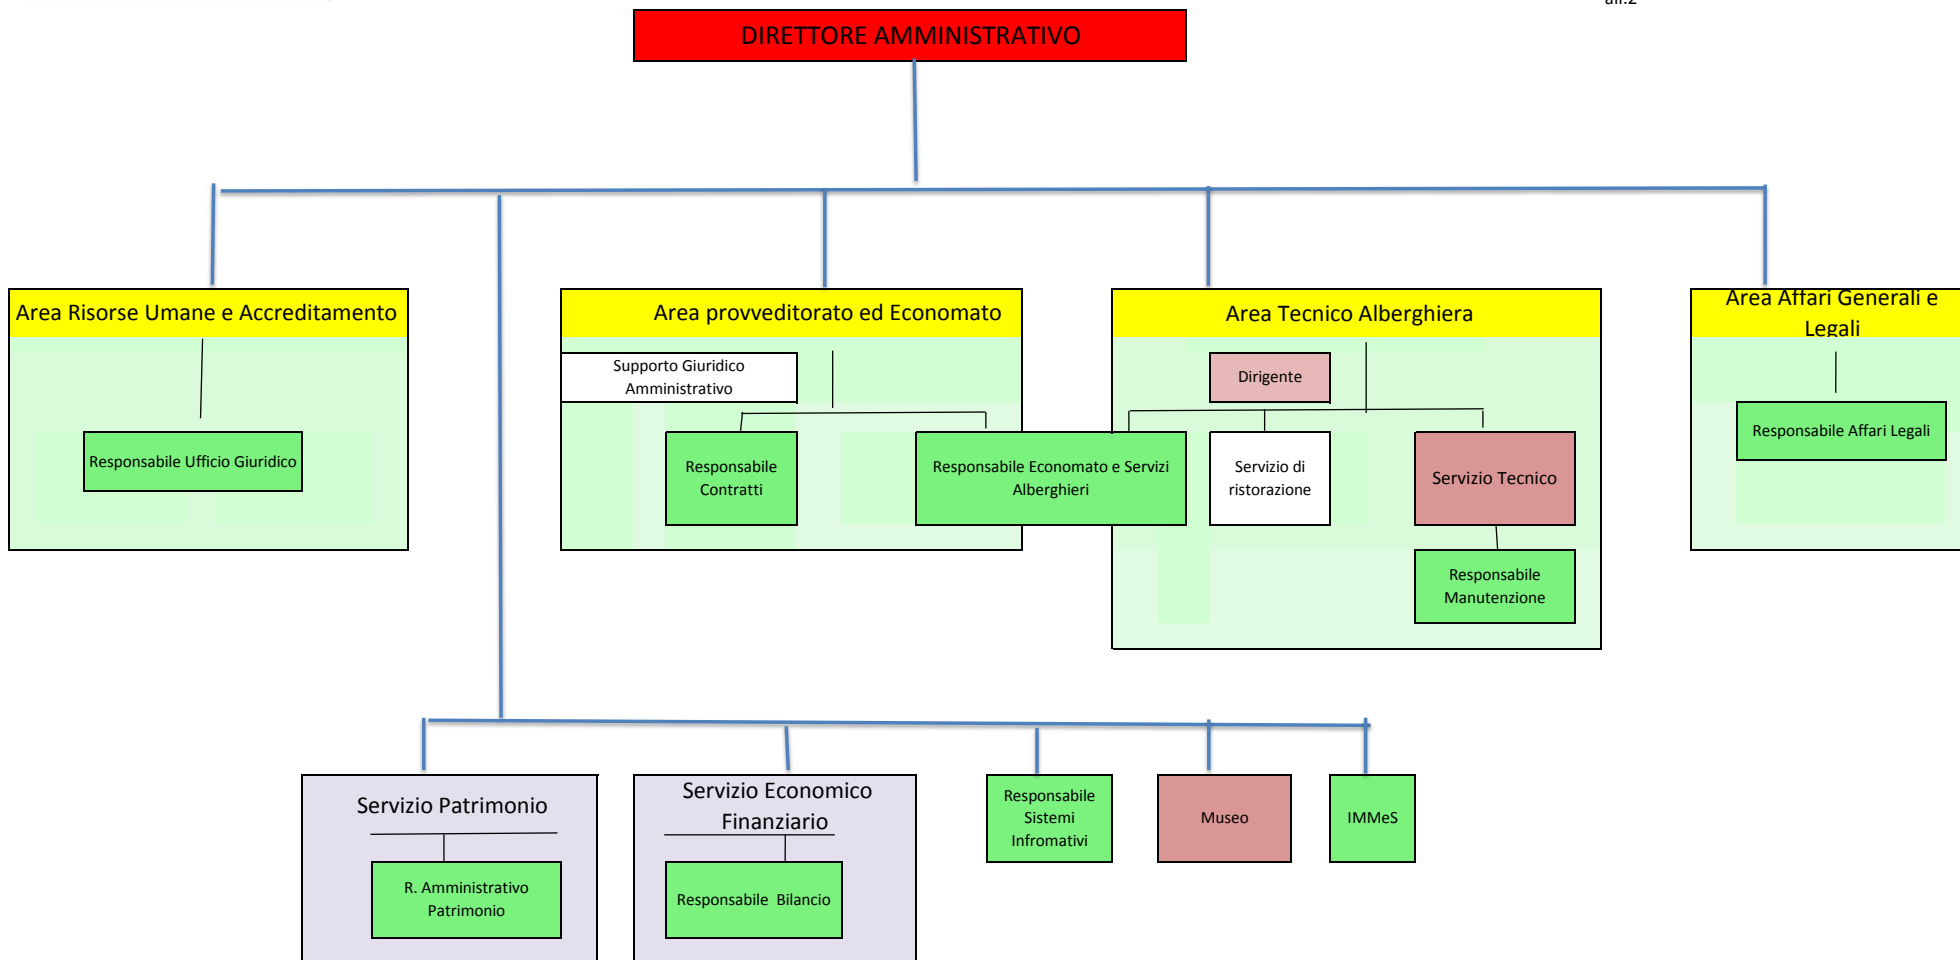 all.2
DIRETTORE AMMINISTRATIVO
Area Risorse Umane e Accreditamento
Area provveditorato ed Economato
Area Tecnico Alberghiera
Area Affari Generali e
Legali
Supporto Giuridico
Amministrativo
Dirigente
Responsabile Ufficio Giuridico
Responsabile
Contratti
Responsabile Economato e Servizi
Alberghieri
Servizio di
ristorazione
Servizio Tecnico
Responsabile Affari Legali
Responsabile
Manutenzione
Servizio Patrimonio
Servizio Economico
Finanziario
Responsabile
Sistemi
Infromativi
Museo
IMMeS
R. Amministrativo
Patrimonio
Responsabile  Bilancio